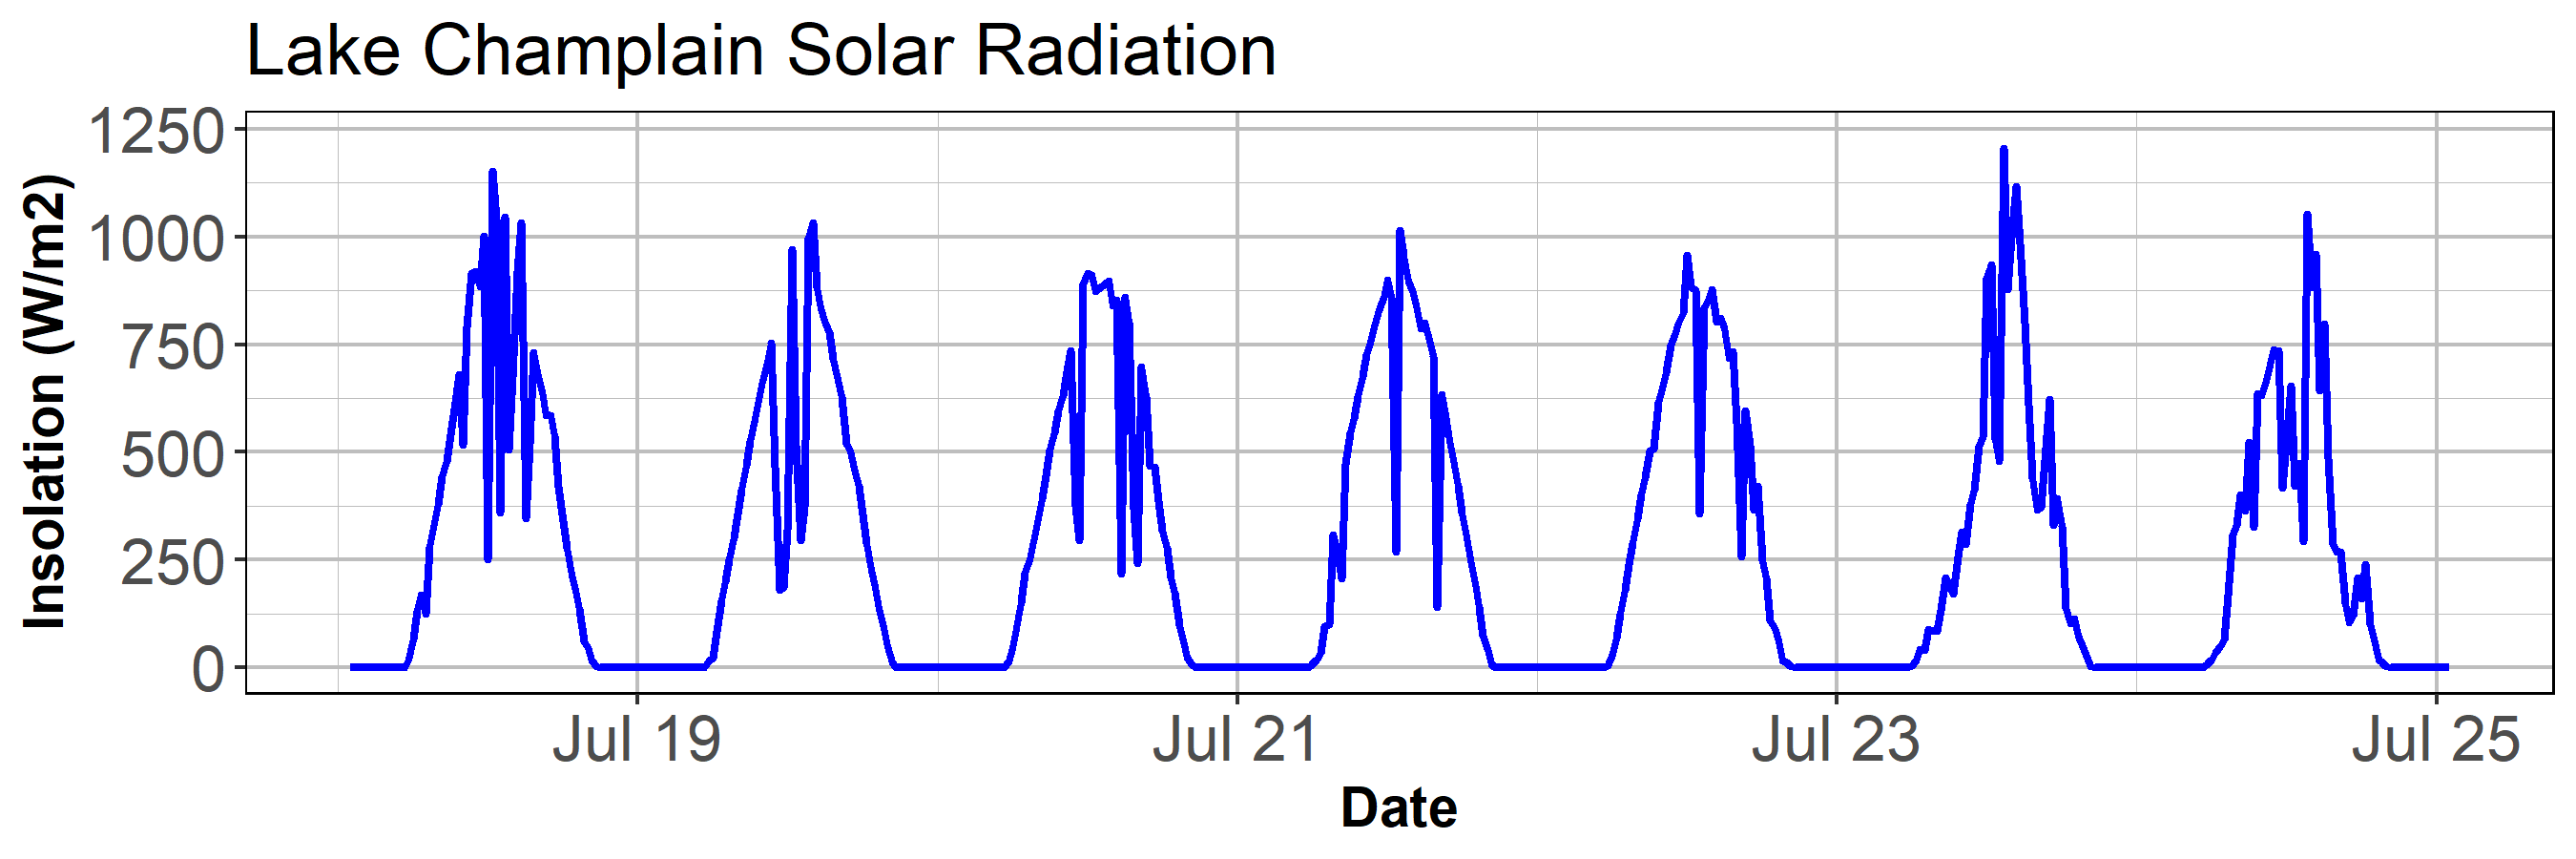 Lake Champlain Solar Radiation
Insolation (W/m2)
1250
1000
750
500
250
0
Jul 19 Jul 21 Jul 23 Jul 25
Date